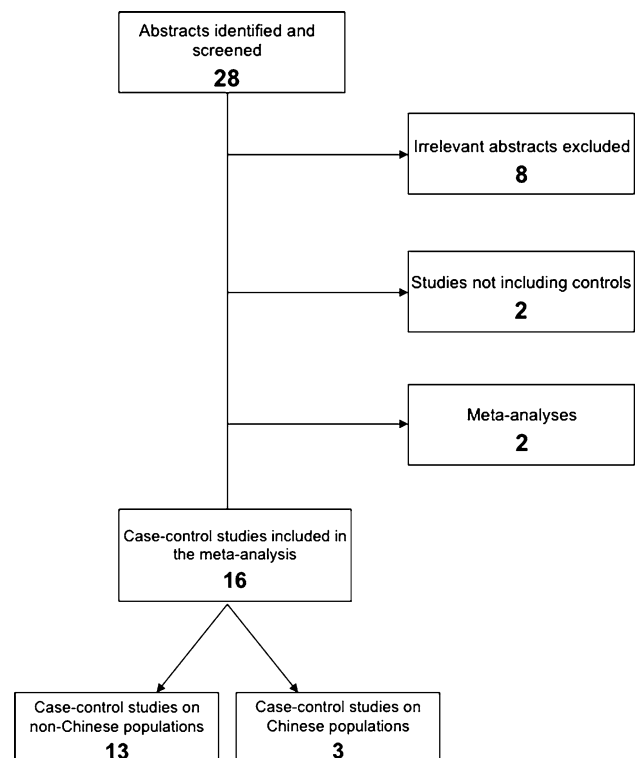 Abstracts identified and
screened
28
Irrelevant abstracts excluded
8
Studies not including controls
2
Meta-analyses
2
Case-control studies included in
the meta-analysis
16
Case-control studies on
non-Chinese populations
13
Case-control studies on
Chinese populations
3